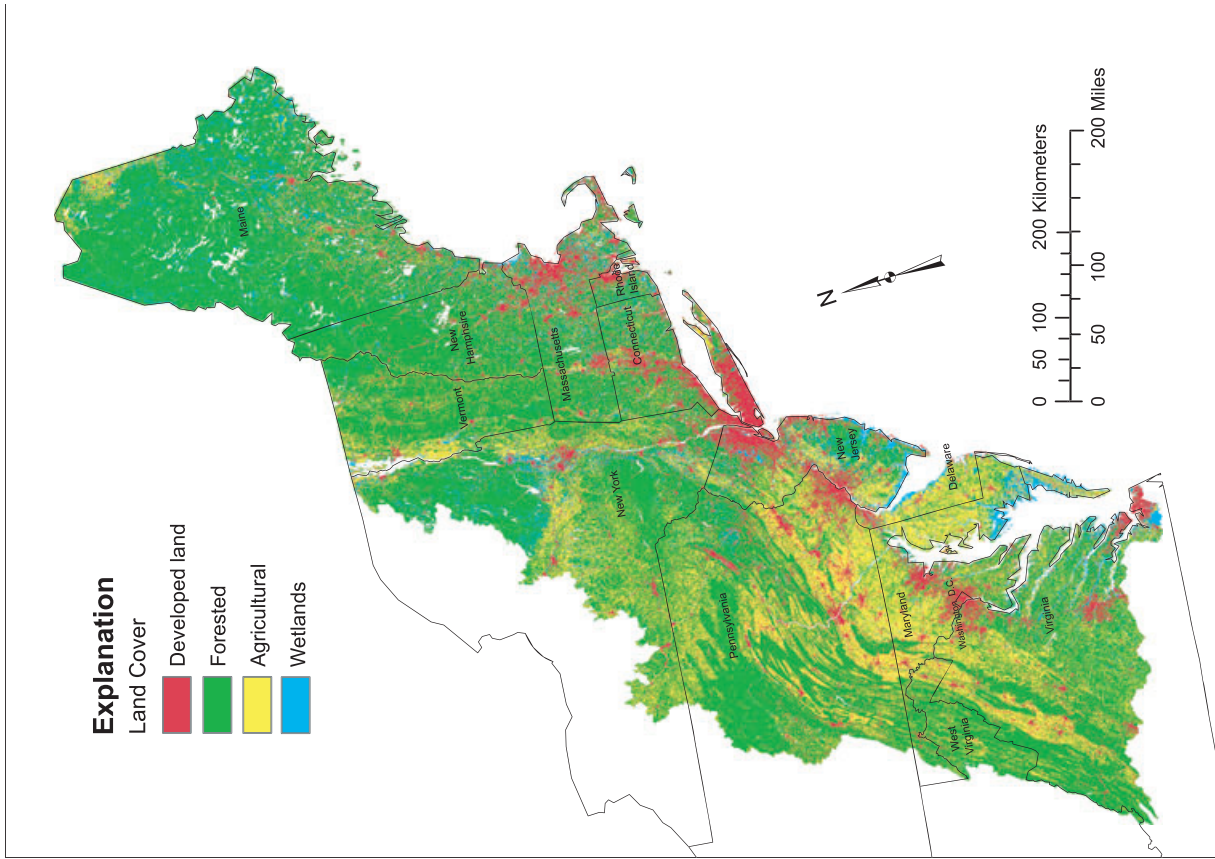 Explanation
Land Cover
Developed land
Forested
Agricultural
Wetlands
Maine
New
Hamphsire
Vermont
Massachusetts
Rhode
Island
Connecticut
New York
New
Jersey
Pennsylvania
Delaware
Maryland
Washington D.C.
West
Virginia
Virginia
N
0 50 100 200 Kilometers
0 50 100 200 Miles